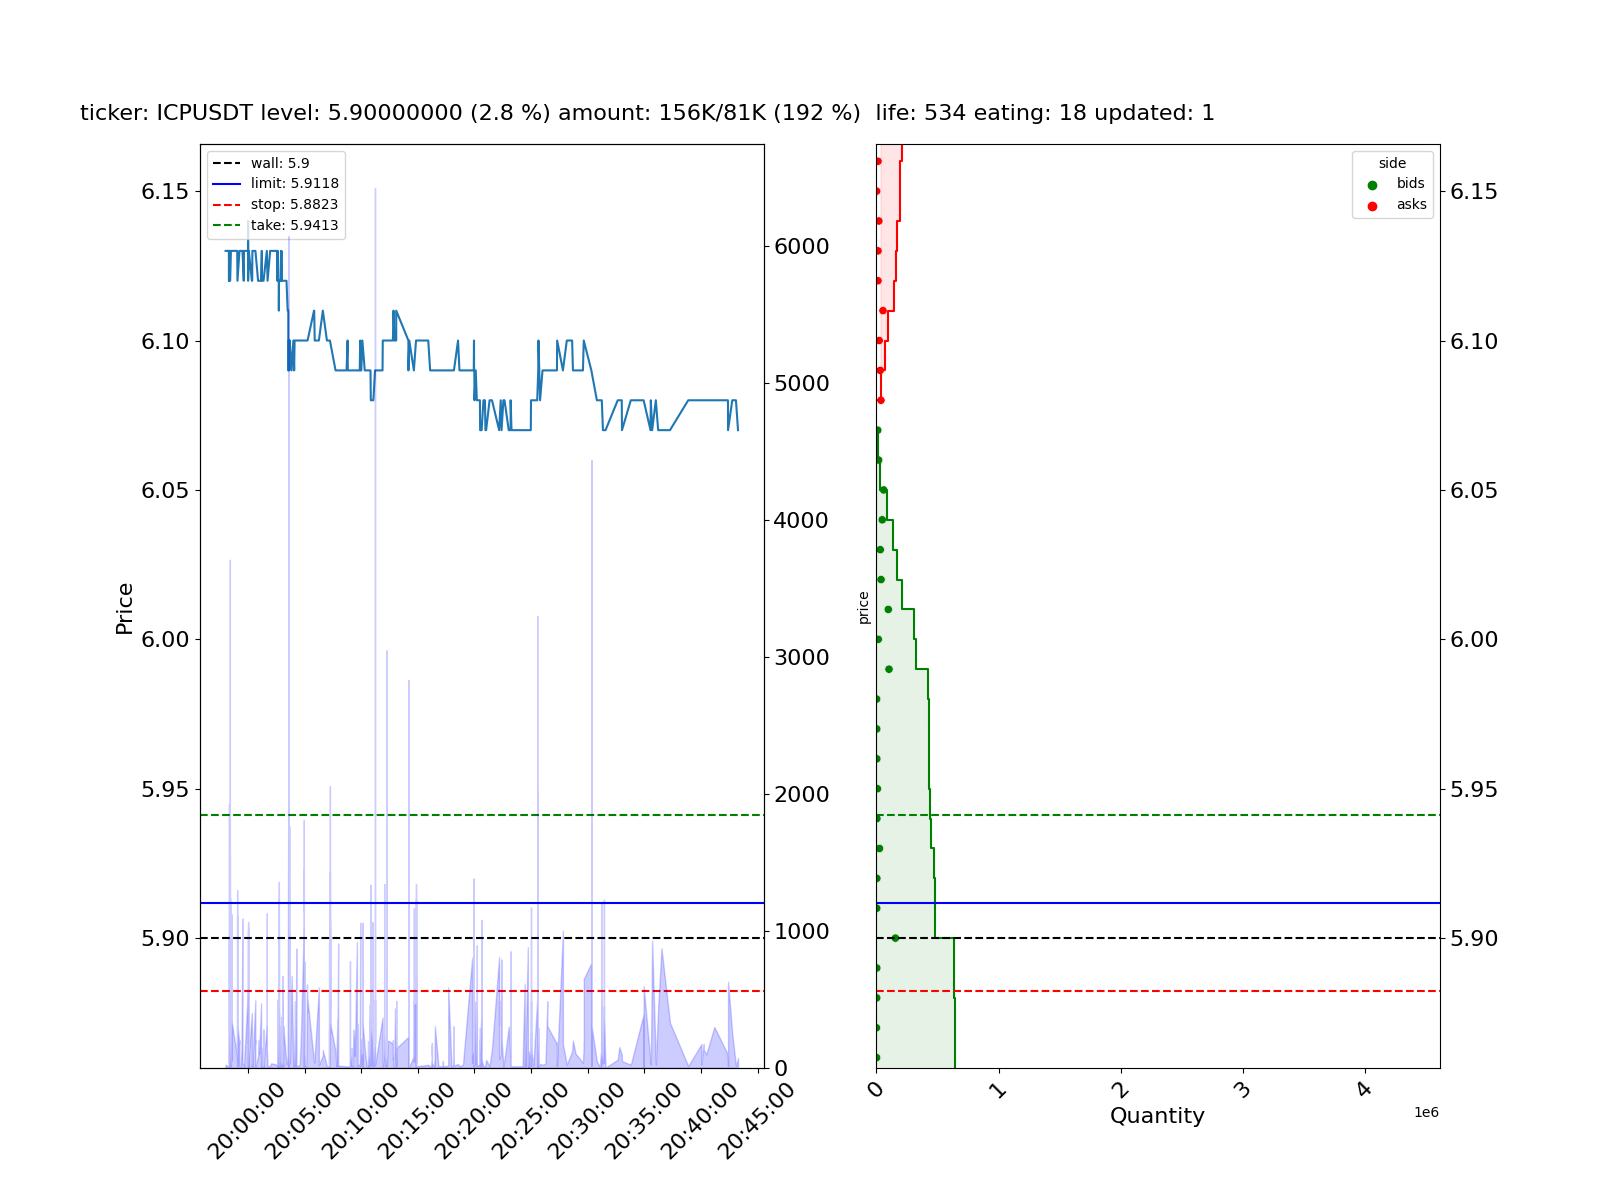 ticker: ICPUSDT level: 5.90000000 (2.8 %) amount: 156K/81K (192 %)  life: 534 eating: 18 updated: 1
wall: 5.9
limit: 5.9118
stop: 5.8823
take: 5.9413
6.15
6.10
6.05
6.00
5.95
5.90
Price
6000
5000
4000
3000
2000
1000
0
20:00:00
20:05:00
20:10:00
20:15:00
20:20:00
20:25:00
20:30:00
20:35:00
20:40:00
20:45:00
side
bids
asks
price
6.15
6.10
6.05
6.00
5.95
5.90
0
1
2
3
4
1e6
Quantity